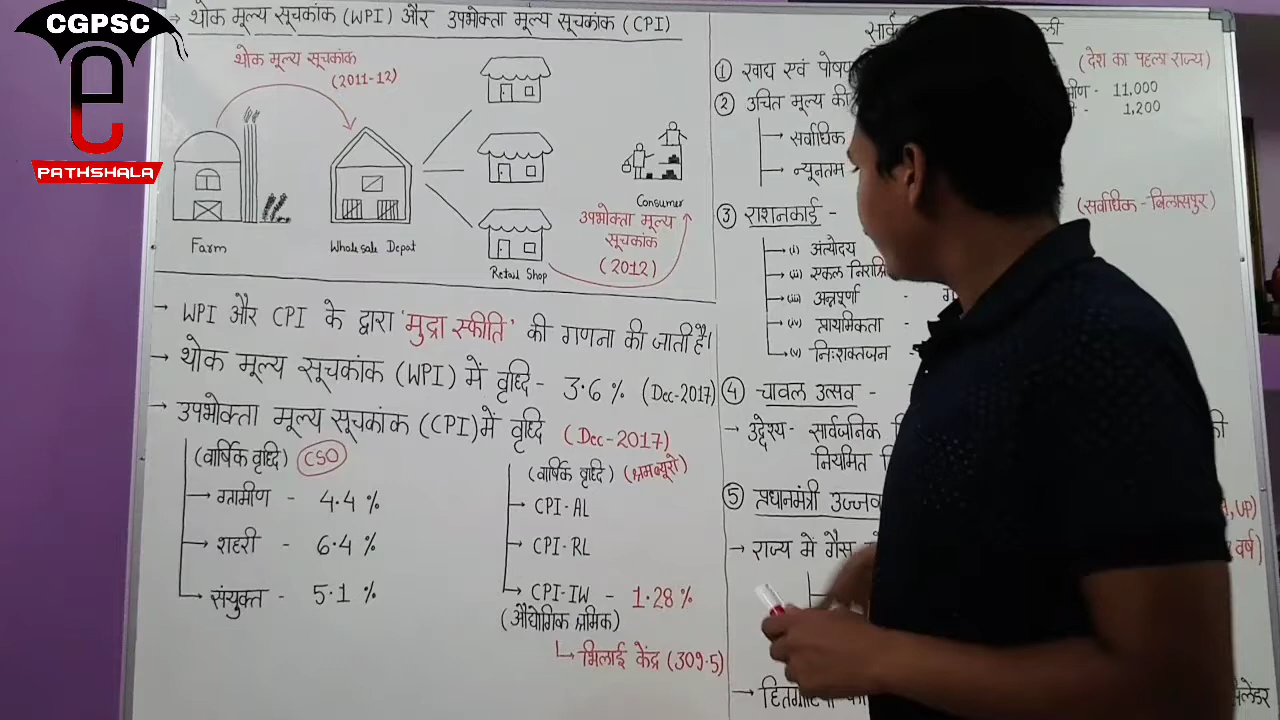 CGPSC
e
PATHSHALA
→ थोक मूल्य सूचकांक (WPI) और उपभोक्ता मूल्य सूचकांक (CPI)
थोक मूल्य सूचकांक
(2011-12)
Farm
Wholesale Depot
Retail Shop
Consumer
उपभोक्ता मूल्य
सूचकांक
(2012)
→ WPI और CPI के द्वारा 'मुद्रा स्फीति' की गणना की जाती है।
→ थोक मूल्य सूचकांक (WPI) में वृध्दि - 3.6 % (Dec-2017)
→ उपभोक्ता मूल्य सूचकांक (CPI) में वृध्दि (Dec-2017)
(वार्षिक वृध्दि) CSO
→ ग्रामीण - 4.4 %
→ शहरी - 6.4 %
→ संयुक्त - 5.1 %
(वार्षिक वृध्दि) (श्रम ब्यूरो)
→ CPI-AL
→ CPI-RL
→ CPI-IW - 1.28 %
(औद्योगिक श्रमिक)
→ भिलाई केंद्र (309.5)
① खाद्य एवं पोषण (देश का पहला राज्य)
② उचित मूल्य की - 11,000
- 1,200
→ सर्वाधिक
→ न्यूनतम
③ राशनकार्ड - (सर्वाधिक - बिलासपुर)
→ (i) अंत्योदय
→ (ii) एकल
→ (iii) अन्नपूर्णा -
→ (iv) प्राथमिकता -
→ (v) निःशक्तजन -
④ चावल उत्सव -
→ उद्देश्य - सार्वजनिक की
नियमित
⑤ प्रधानमंत्री , UP)
→ राज्य में गैस वर्ष)
→